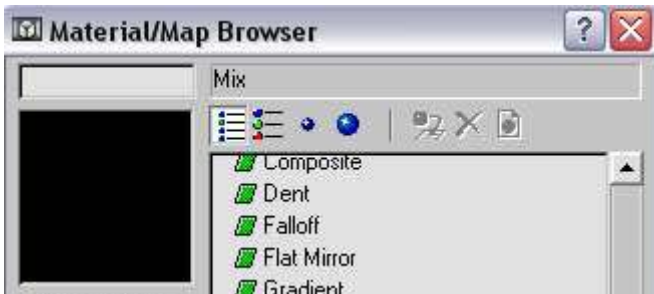 Material/Map Browser
Mix
Composite
Dent
Falloff
Flat Mirror
Gradient